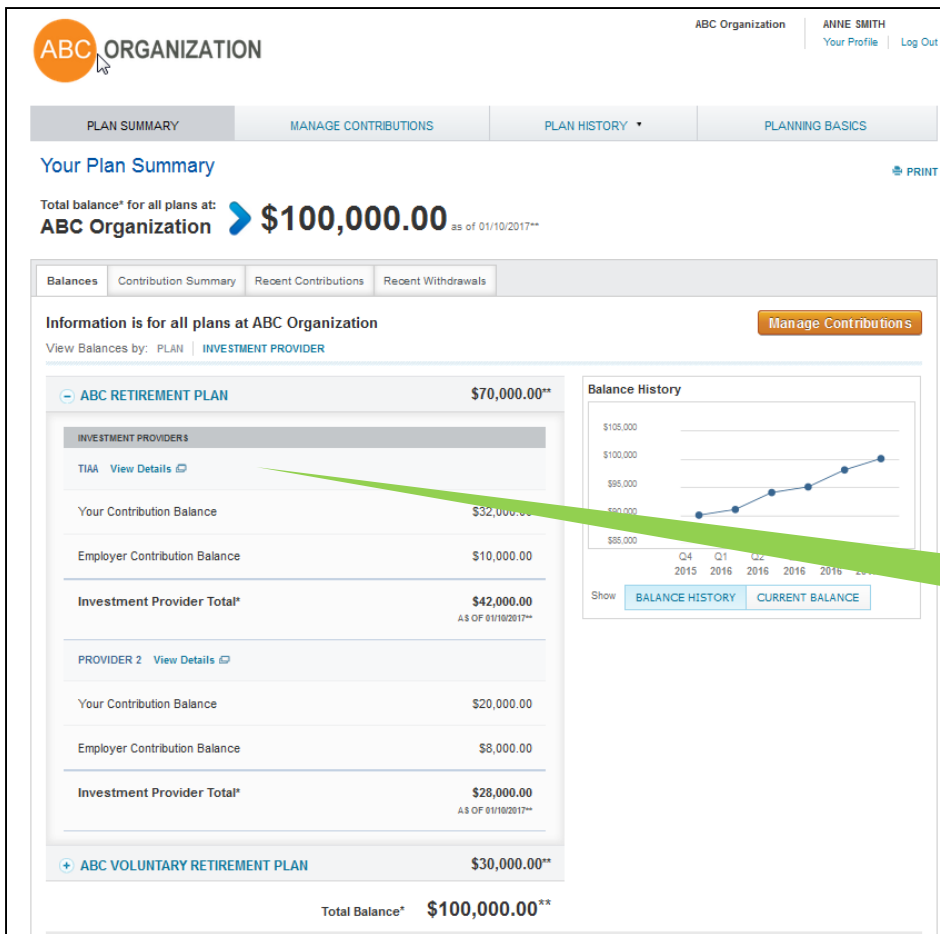 ABC Organization
ANNE SMITH
Your Profile | Log Out
ABC ORGANIZATION
PLAN SUMMARY
MANAGE CONTRIBUTIONS
PLAN HISTORY
PLANNING BASICS
Your Plan Summary
PRINT
Total balance* for all plans at:
ABC Organization
$100,000.00 as of 01/10/2017**
Balances
Contribution Summary
Recent Contributions
Recent Withdrawals
Information is for all plans at ABC Organization
Manage Contributions
View Balances by: PLAN | INVESTMENT PROVIDER
ABC RETIREMENT PLAN $70,000.00**
INVESTMENT PROVIDERS
TIAA View Details
Your Contribution Balance $32,000.00
Employer Contribution Balance $10,000.00
Investment Provider Total* $42,000.00
AS OF 01/10/2017**
PROVIDER 2 View Details
Your Contribution Balance $20,000.00
Employer Contribution Balance $8,000.00
Investment Provider Total* $28,000.00
AS OF 01/10/2017**
ABC VOLUNTARY RETIREMENT PLAN $30,000.00**
Total Balance* $100,000.00**
Balance History
$105,000
$100,000
$95,000
$90,000
$85,000
Q4 Q1 Q2
2015 2016 2016 2016 2016
Show BALANCE HISTORY CURRENT BALANCE